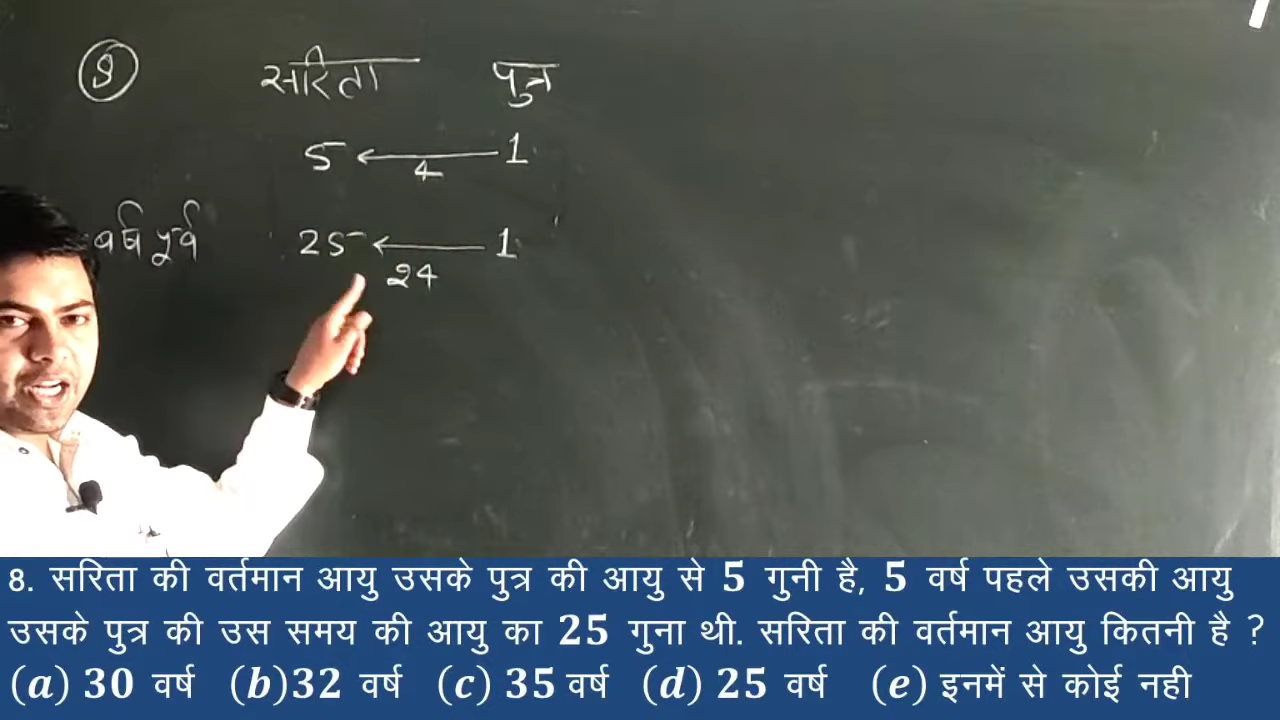 8 सरिता पुत्र
5 ← 1
4
वर्ष पूर्व 25 ← 1
24
8. सरिता की वर्तमान आयु उसके पुत्र की आयु से 5 गुनी है, 5 वर्ष पहले उसकी आयु
उसके पुत्र की उस समय की आयु का 25 गुना थी. सरिता की वर्तमान आयु कितनी है ?
(a) 30 वर्ष (b)32 वर्ष (c) 35 वर्ष (d) 25 वर्ष (e) इनमें से कोई नही